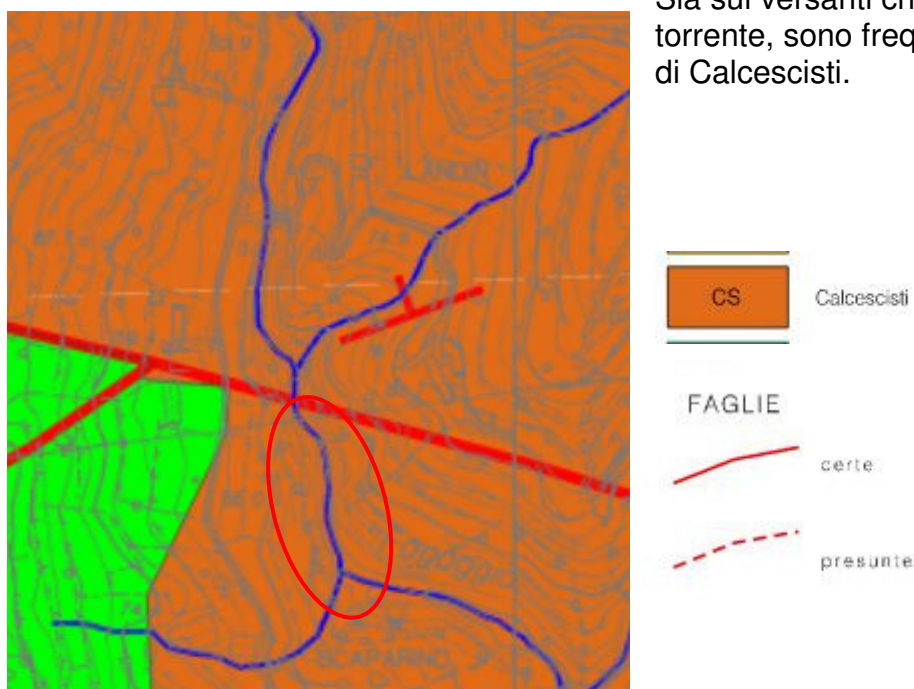 Sia sui versanti ch
torrente, sono freq
di Calcescisti.
CS
Calcescisti
FAGLIE
certe
presunte
SCAPARINO